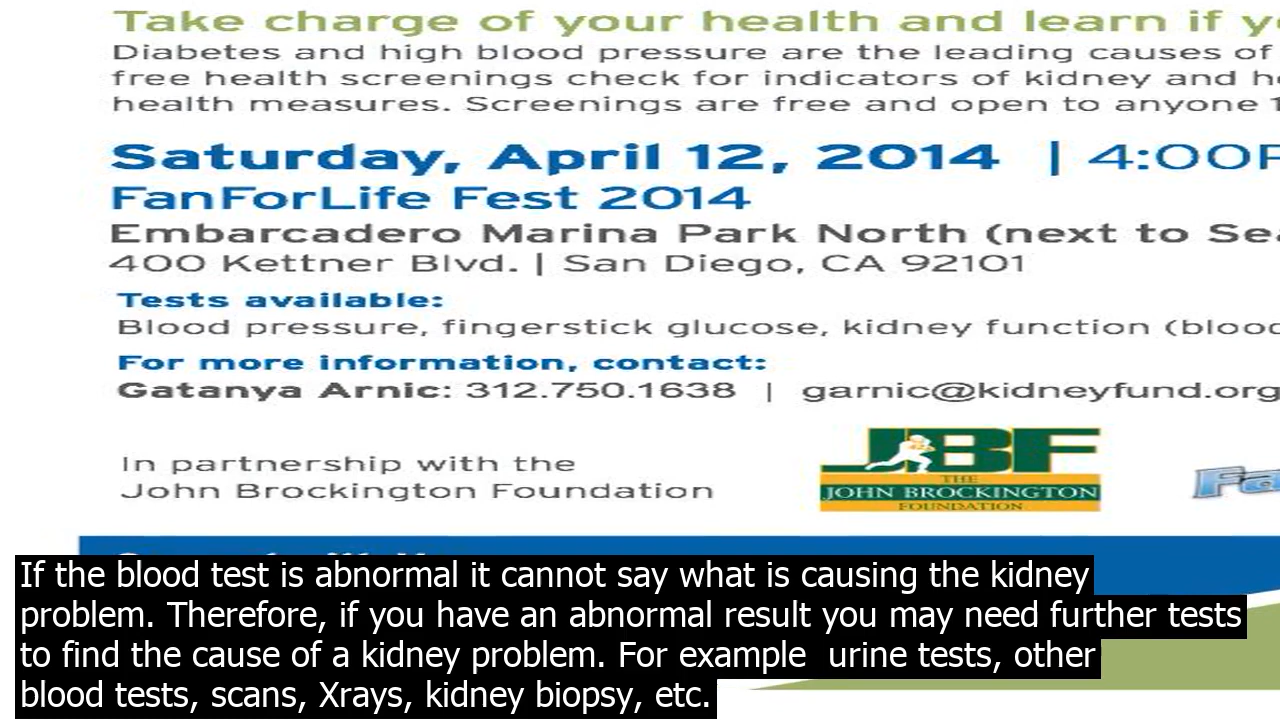 Take charge of your health and learn if
Diabetes and high blood pressure are the leading causes of
free health screenings check for indicators of kidney and
health measures. Screenings are free and open to anyone
Saturday, April 12, 2014 | 4:00
FanForLife Fest 2014
Embarcadero Marina Park North (next to
400 Kettner Blvd. | San Diego, CA 92101
Tests available:
Blood pressure, fingerstick glucose, kidney function
For more information, contact:
Gatanya Arnic: 312.750.1638 | garnic@kidneyfund.org
In partnership with the
John Brockington Foundation
JBF
THE
JOHN BROCKINGTON
FOUNDATION
If the blood test is abnormal it cannot say what is causing the kidney
problem. Therefore, if you have an abnormal result you may need further tests
to find the cause of a kidney problem. For example  urine tests, other
blood tests, scans, Xrays, kidney biopsy, etc.